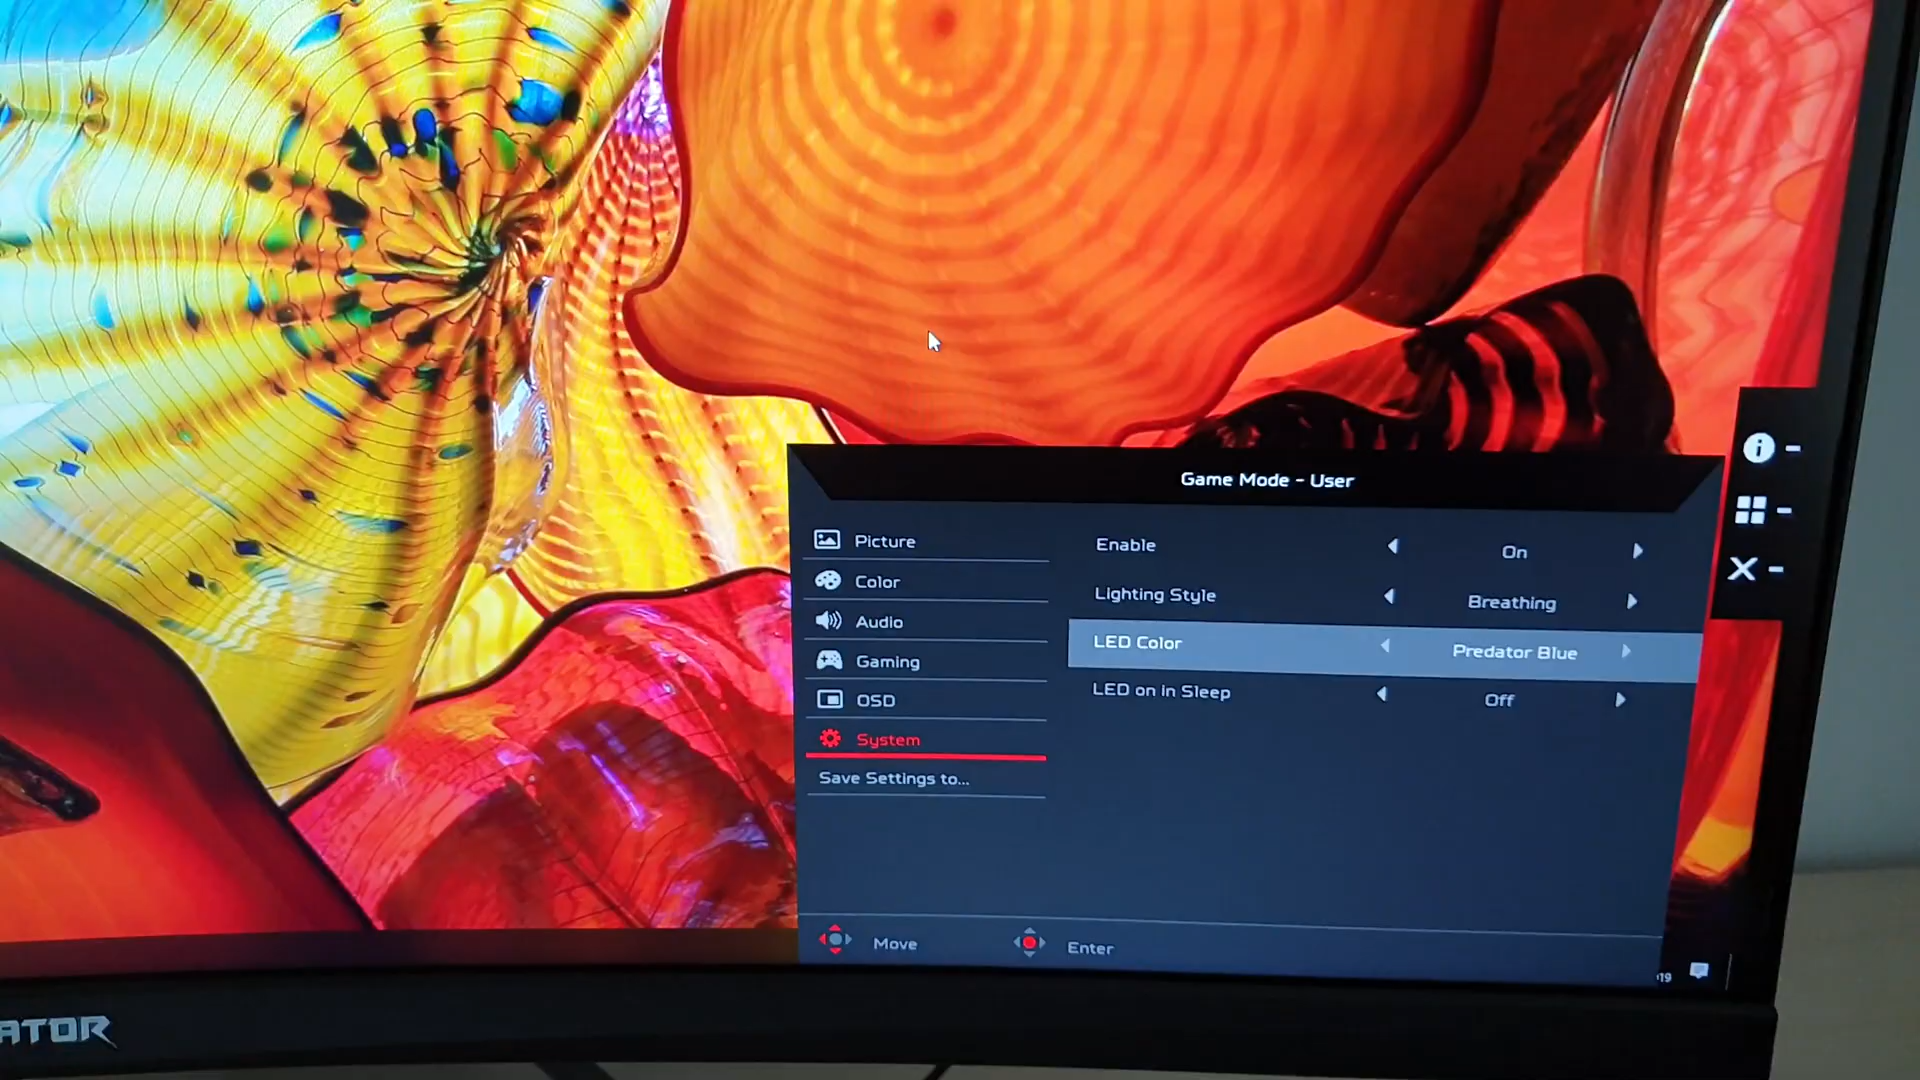 Game Mode - User
Picture
Color
Audio
Gaming
OSD
System
Save Settings to...
Enable
On
Lighting Style
Breathing
LED Color
Predator Blue
LED on in Sleep
Off
Move
Enter
19
ATOR